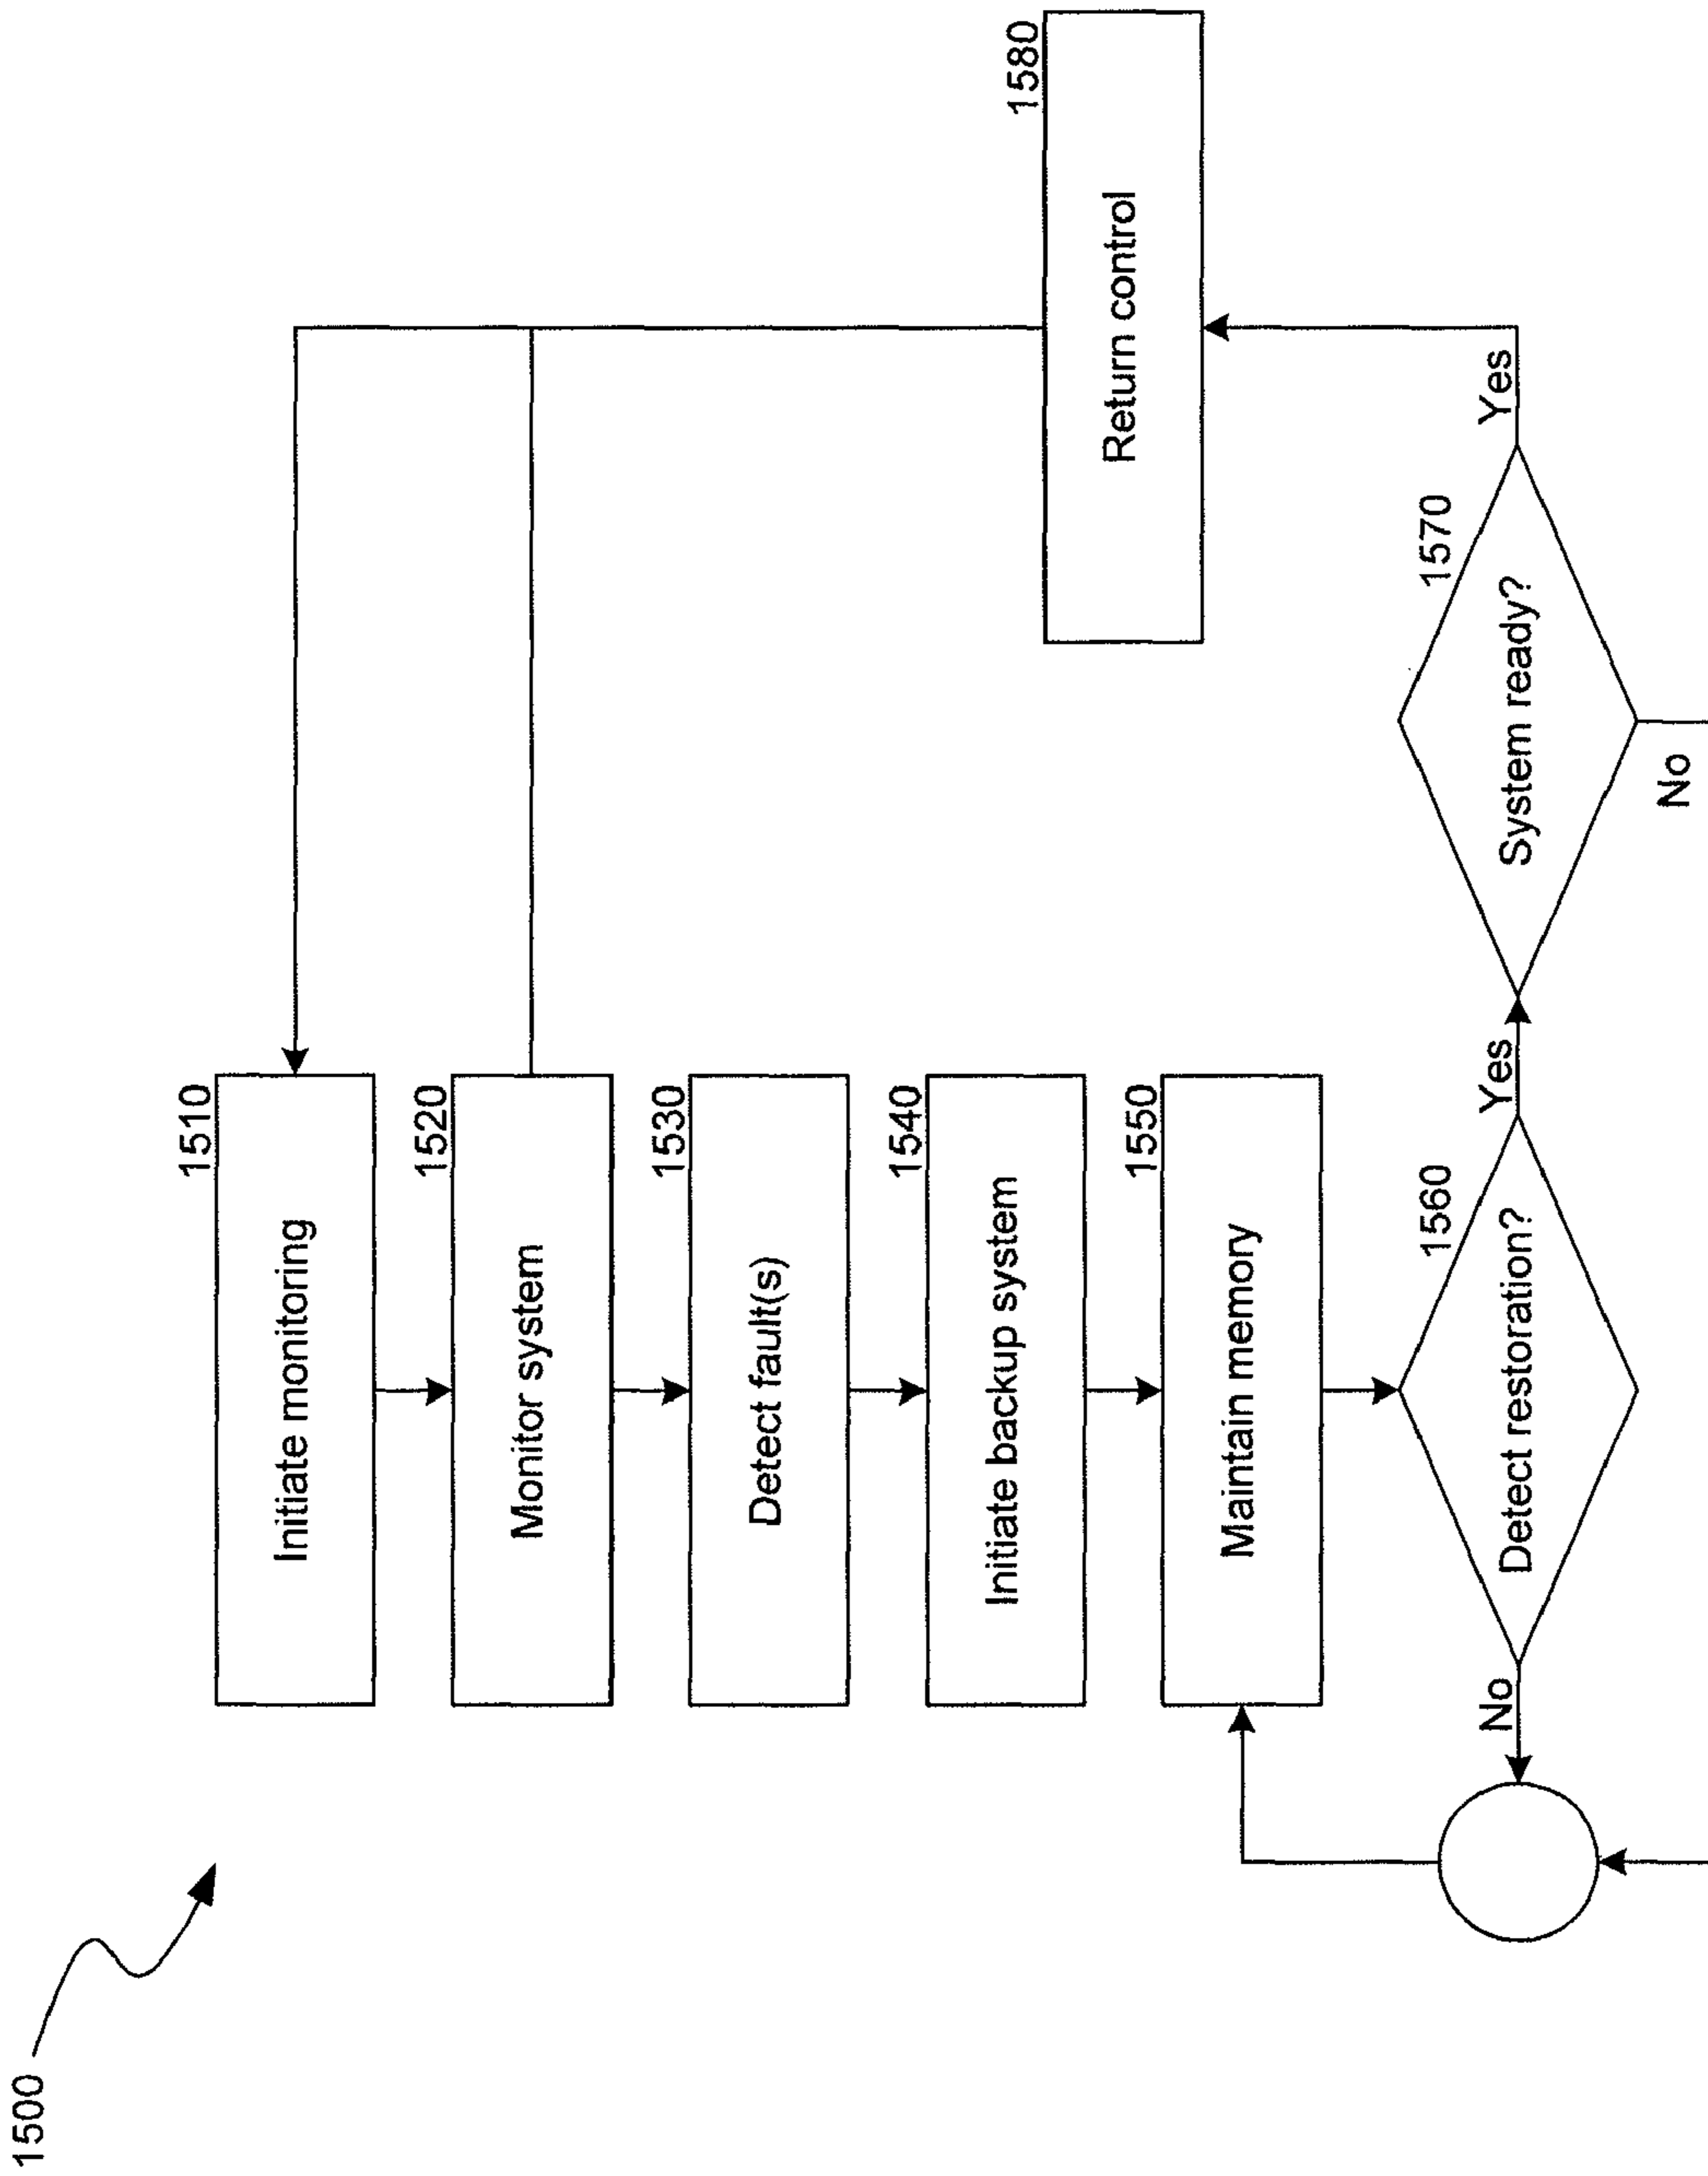 1500
1510
Initiate monitoring
1520
Monitor system
1530
Detect fault(s)
1540
Initiate backup system
1550
Maintain memory
1560
Detect restoration?
No
Yes
1570
System ready?
No
Yes
1580
Return control